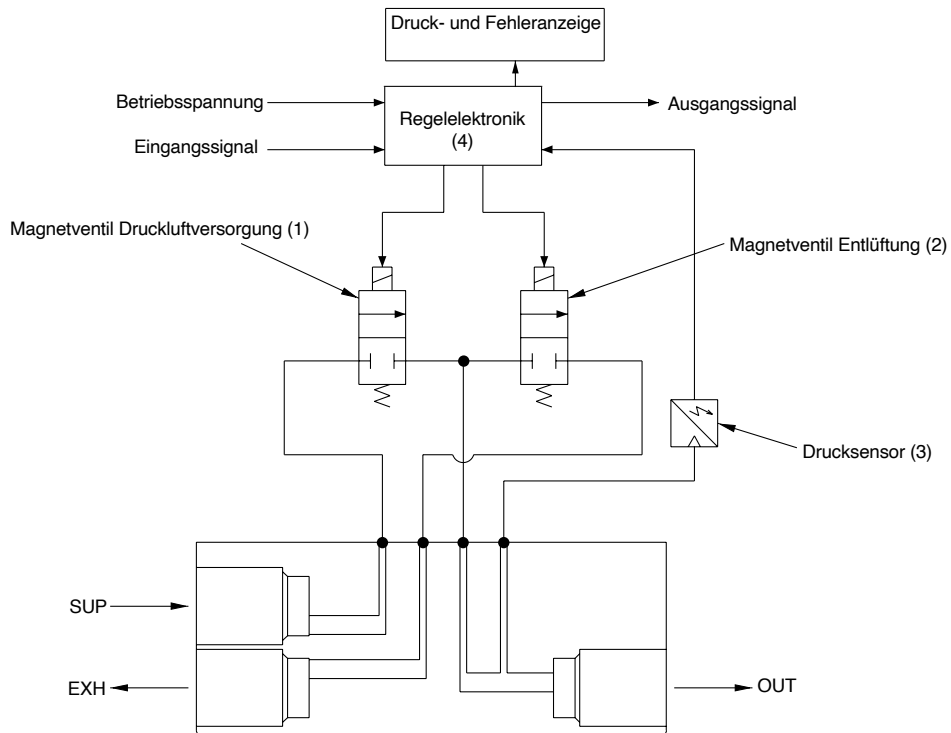 Druck- und Fehleranzeige
Betriebsspannung
Ausgangssignal
Regelelektronik
(4)
Eingangssignal
Magnetventil Druckluftversorgung (1)
Magnetventil Entlüftung (2)
Drucksensor (3)
SUP
EXH
OUT